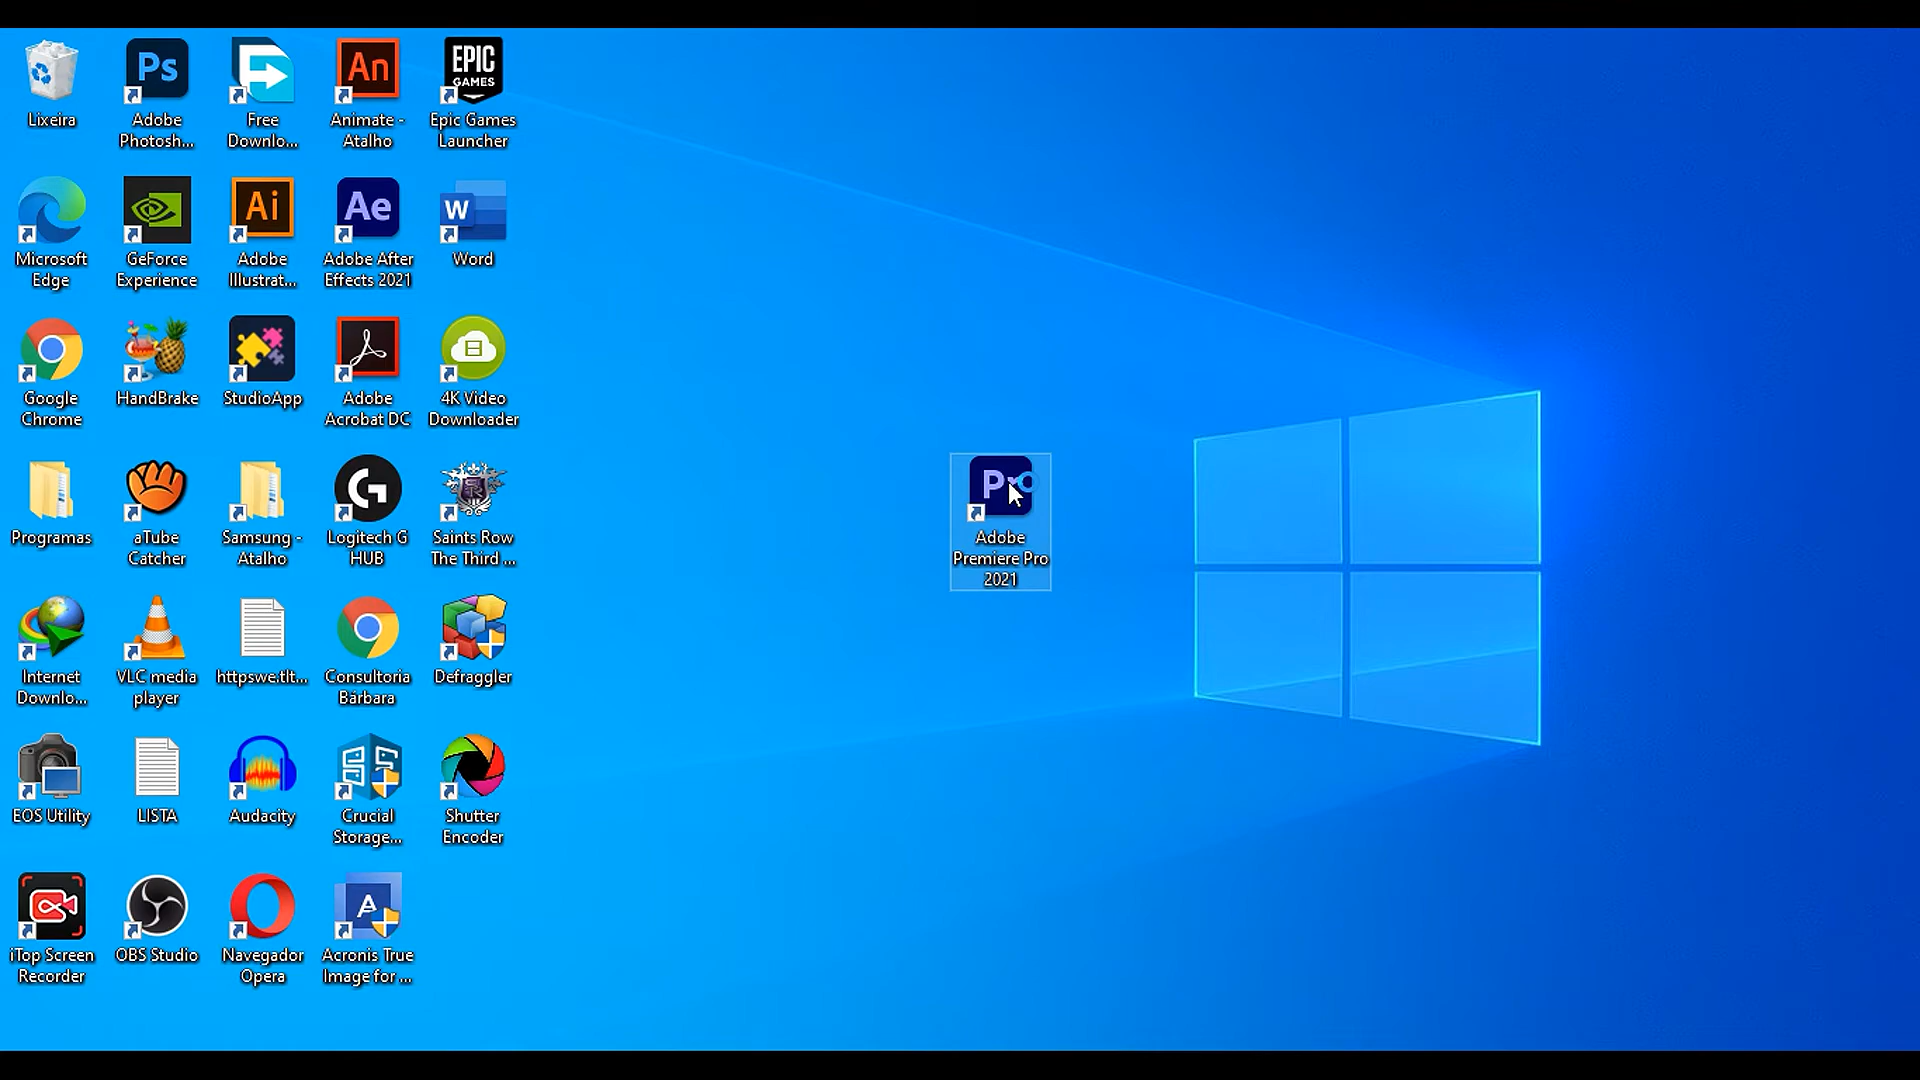 Lixeira
Ps
Adobe
Photosh...
Free
Downlo...
An
Animate -
Atalho
EPIC
GAMES
Epic Games
Launcher
Microsoft
Edge
GeForce
Experience
Ai
Adobe
Illustrat...
Ae
Adobe After
Effects 2021
W
Word
Google
Chrome
HandBrake
StudioApp
Adobe
Acrobat DC
4K Video
Downloader
Programas
aTube
Catcher
Samsung -
Atalho
G
Logitech G
HUB
Saints Row
The Third ...
Pr
Adobe
Premiere Pro
2021
Internet
Downlo...
VLC media
player
httpswe.tlt...
Consultoria
Bárbara
Defraggler
EOS Utility
LISTA
Audacity
Crucial
Storage...
Shutter
Encoder
iTop Screen
Recorder
OBS Studio
Navegador
Opera
A
Acronis True
Image for ...